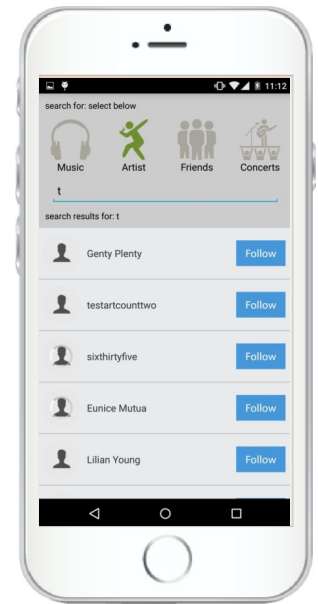 11:12
search for: select below
Music Artist Friends Concerts
t
search results for: t
Genty Plenty Follow
testartcounttwo Follow
sixthirtyfive Follow
Eunice Mutua Follow
Lilian Young Follow